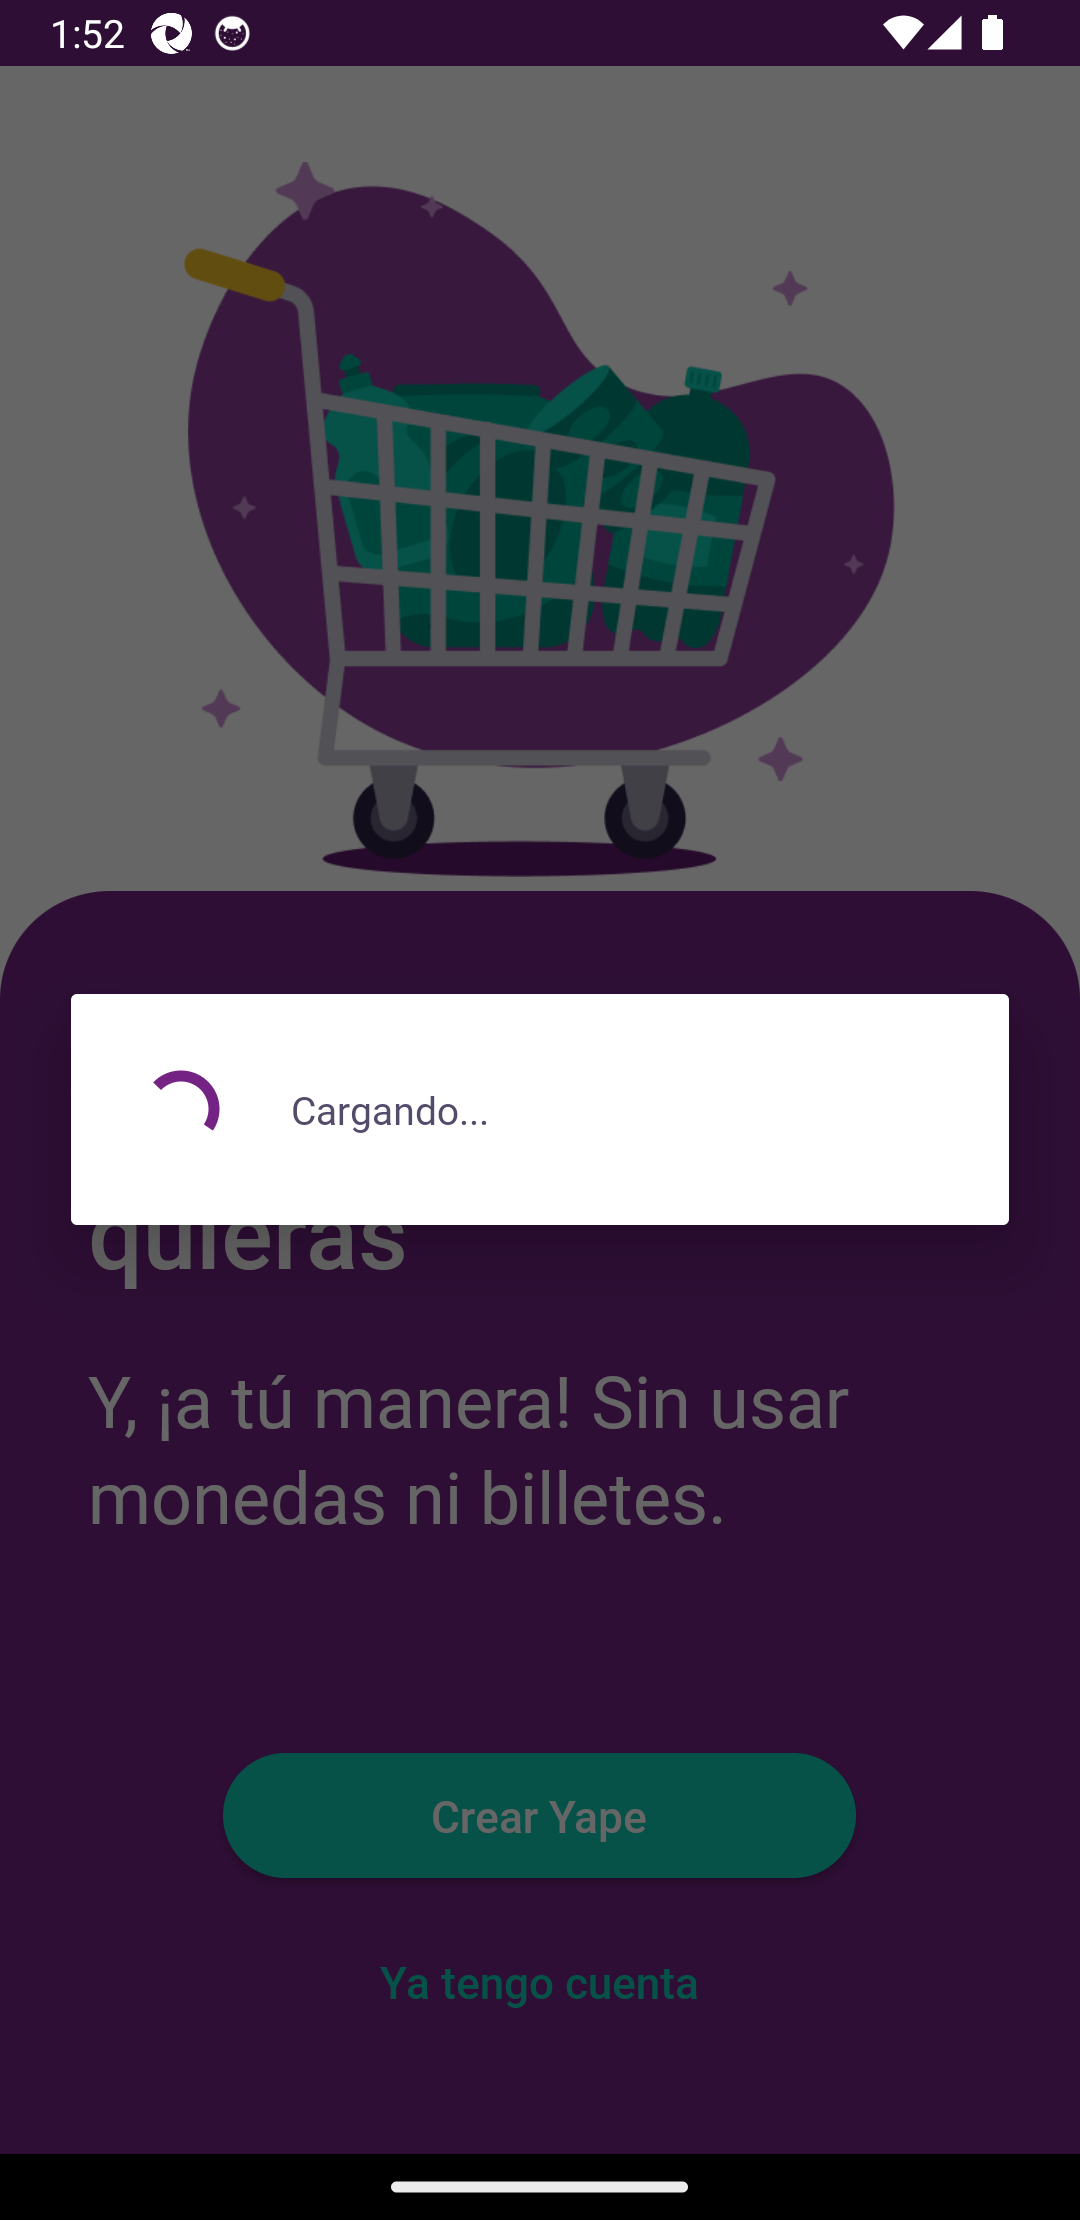 1:52
Cargando...
quieras
Y, ¡a tú manera! Sin usar
monedas ni billetes.
Crear Yape
Ya tengo cuenta